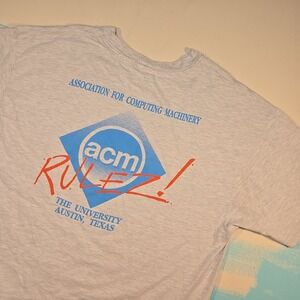 ASSOCIATION FOR COMPUTING MACHINERY
acm
RULEZ!
THE UNIVERSITY
AUSTIN, TEXAS